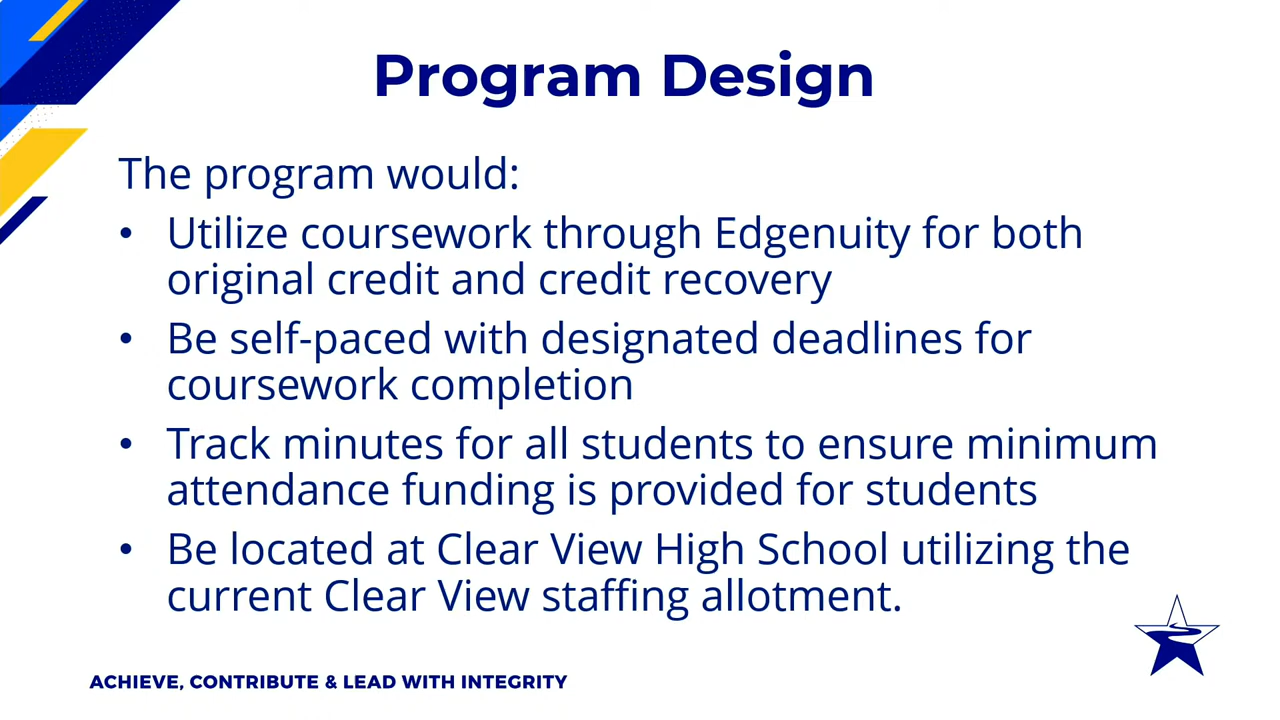 Program Design
The program would:
• Utilize coursework through Edgenuity for both
original credit and credit recovery
• Be self-paced with designated deadlines for
coursework completion
• Track minutes for all students to ensure minimum
attendance funding is provided for students
• Be located at Clear View High School utilizing the
current Clear View staffing allotment.
ACHIEVE, CONTRIBUTE & LEAD WITH INTEGRITY